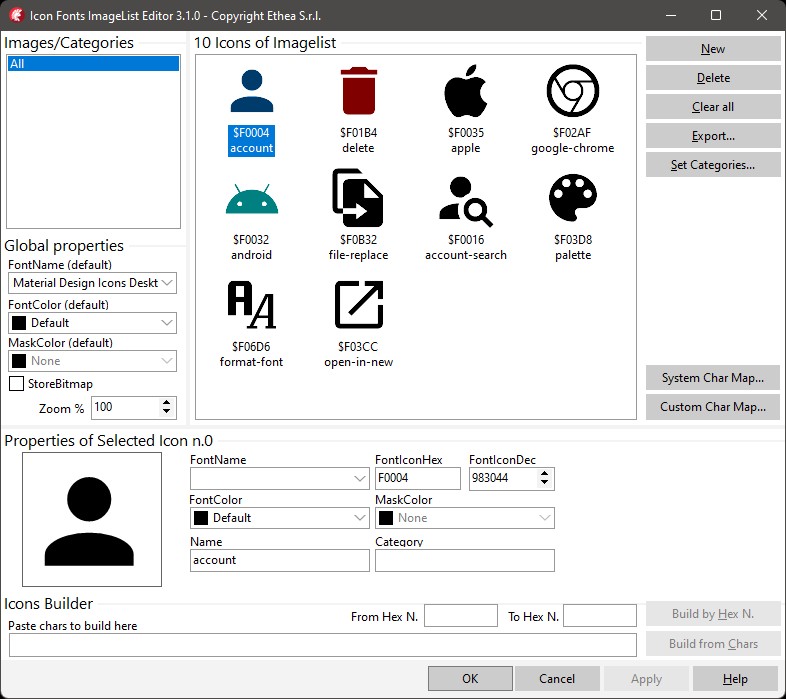 Icon Fonts ImageList Editor 3.1.0 - Copyright Ethea S.r.l.
Images/Categories
All
10 Icons of Imagelist
$F0004
account
$F01B4
delete
$F0035
apple
$F02AF
google-chrome
$F0032
android
$F0B32
file-replace
$F0016
account-search
$F03D8
palette
$F06D6
format-font
$F03CC
open-in-new
New
Delete
Clear all
Export...
Set Categories...
System Char Map...
Custom Char Map...
Global properties
FontName (default)
Material Design Icons Deskt
FontColor (default)
Default
MaskColor (default)
None
StoreBitmap
Zoom % 100
Properties of Selected Icon n.0
FontName FontIconHex FontIconDec
F0004 983044
FontColor MaskColor
Default None
Name Category
account
Icons Builder
From Hex N. To Hex N. Build by Hex N.
Paste chars to build here
Build from Chars
OK Cancel Apply Help